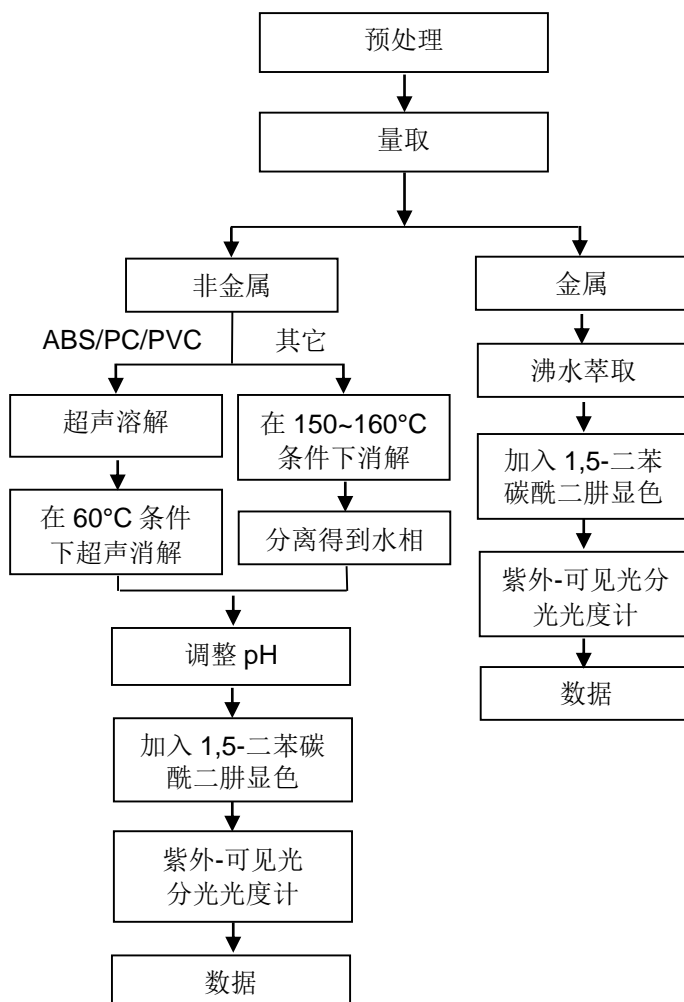 预处理
量取
非金属
金属
ABS/PC/PVC
其它
沸水萃取
超声溶解
在 150~160°C
条件下消解
加入 1,5-二苯
碳酰二肼显色
在 60°C 条件
下超声消解
分离得到水相
紫外-可见光分
光光度计
调整 pH
数据
加入 1,5-二苯碳
酰二肼显色
紫外-可见光
分光光度计
数据